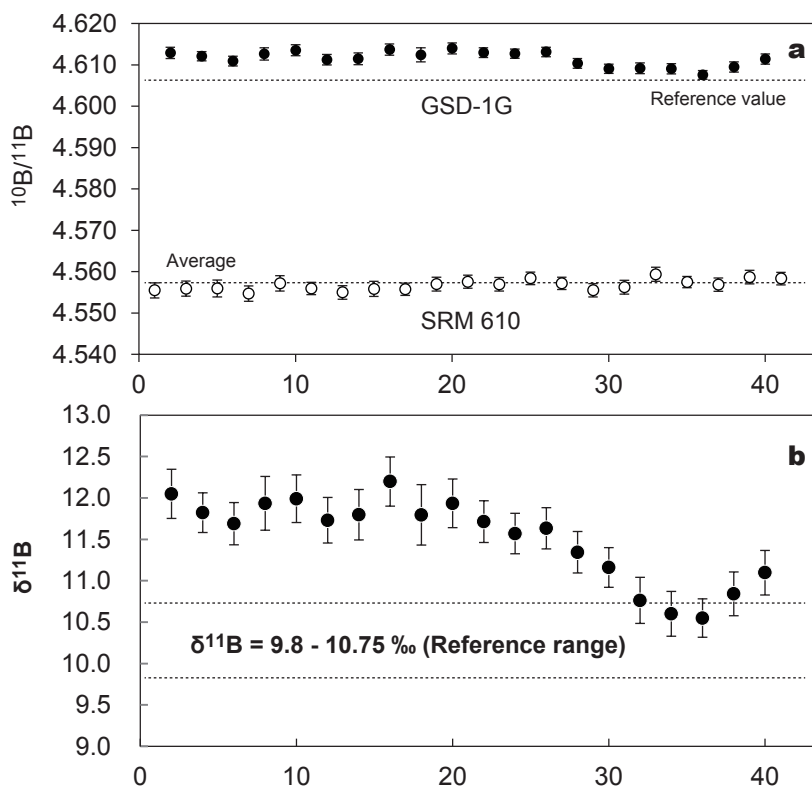 4.620
a
4.610
4.600
GSD-1G
Reference value
4.590
¹⁰B/¹¹B
4.580
4.570
Average
4.560
4.550
SRM 610
4.540
0 10 20 30 40
13.0
b
12.5
12.0
11.5
δ¹¹B
11.0
10.5
δ¹¹B = 9.8 - 10.75 ‰ (Reference range)
10.0
9.5
9.0
0 10 20 30 40